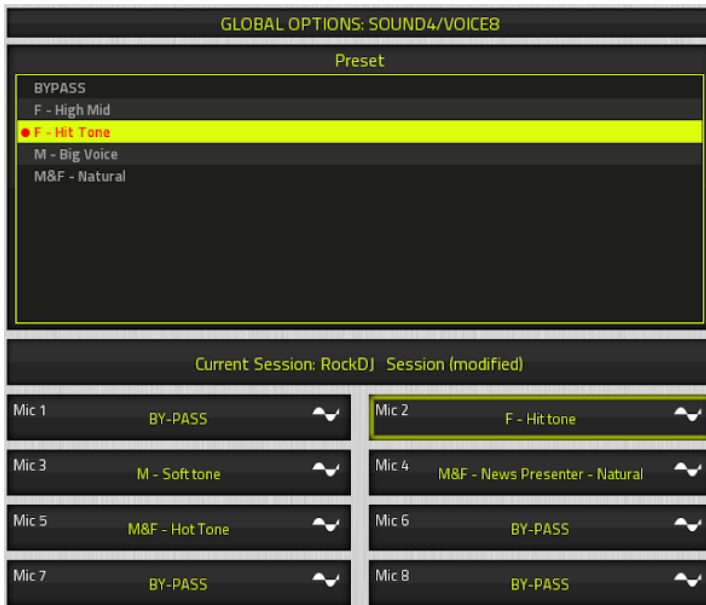 GLOBAL OPTIONS: SOUND4/VOICE8
Preset
BYPASS
F - High Mid
F - Hit Tone
M - Big Voice
M&F - Natural
Current Session: RockDJ Session (modified)
Mic 1 BY-PASS
Mic 2 F - Hit tone
Mic 3 M - Soft tone
Mic 4 M&F - News Presenter - Natural
Mic 5 M&F - Hot Tone
Mic 6 BY-PASS
Mic 7 BY-PASS
Mic 8 BY-PASS